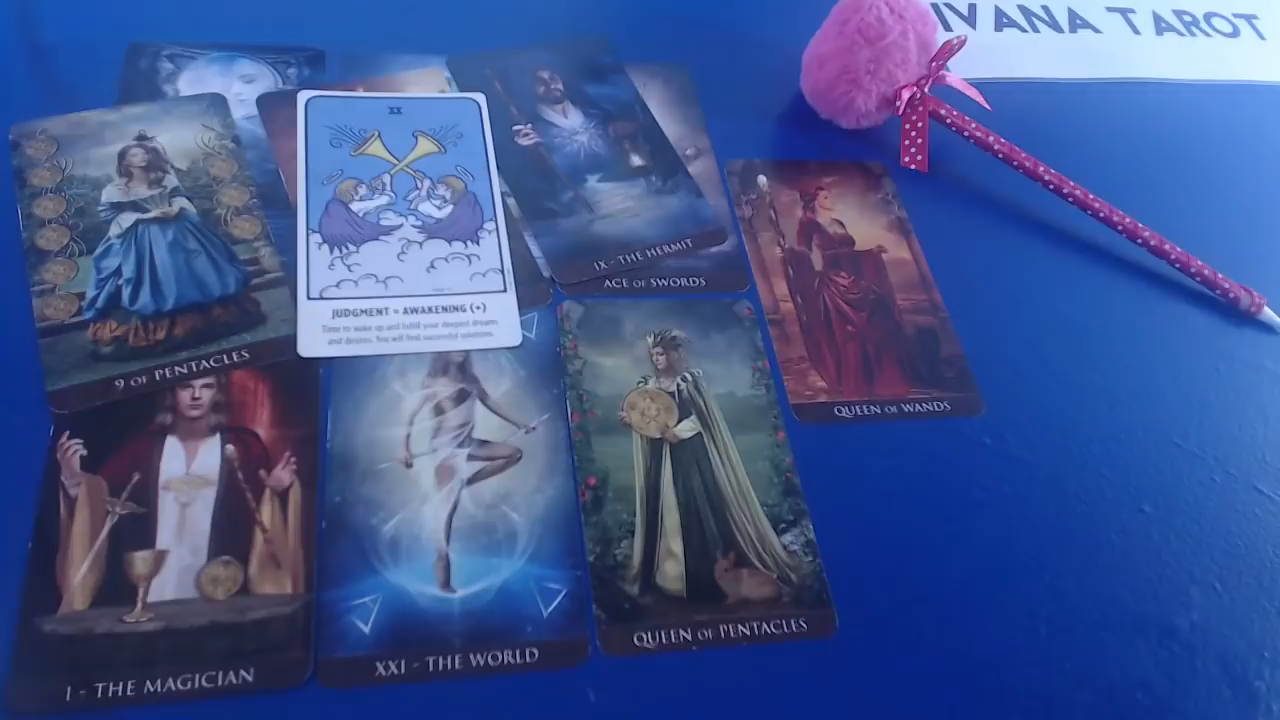 IVANA TAROT
XX
IX - THE HERMIT
ACE OF SWORDS
JUDGMENT = AWAKENING (+)
Time to wake up and fulfill your deepest dreams
and desires. You will find successful solutions.
9 OF PENTACLES
QUEEN OF WANDS
QUEEN OF PENTACLES
XXI - THE WORLD
I - THE MAGICIAN